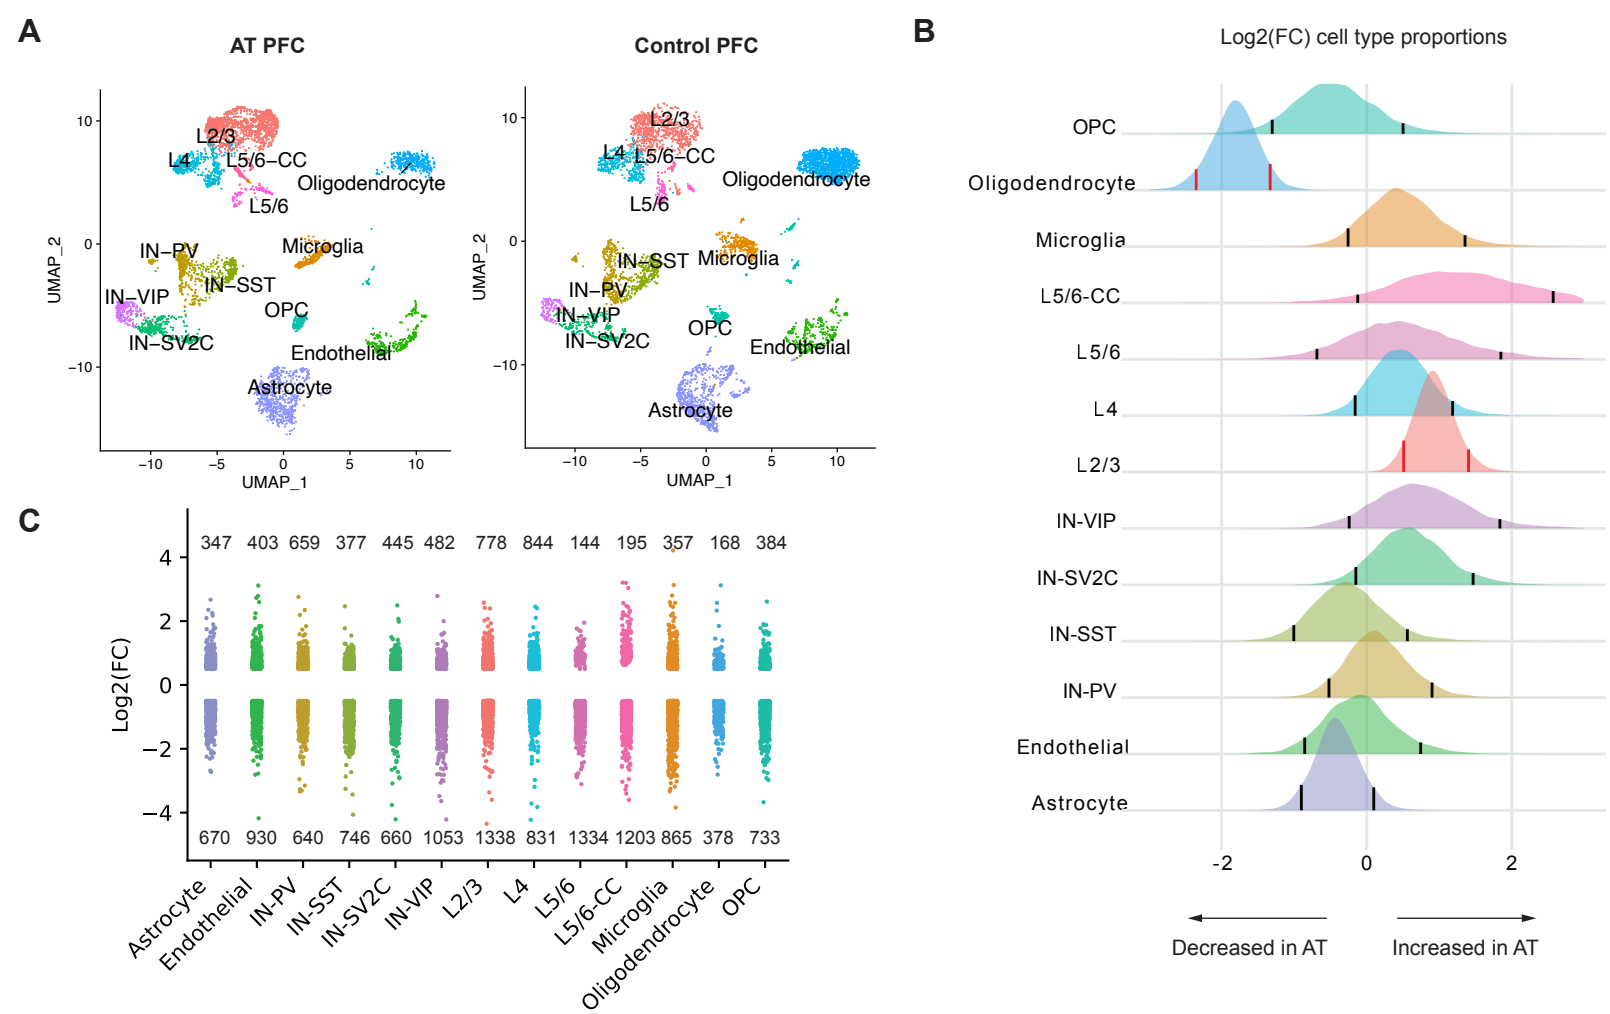 A
AT PFC
Control PFC
UMAP_2
10
0
−10
−10
−5
0
5
10
UMAP_1
L2/3
L4
L5/6−CC
L5/6
Oligodendrocyte
IN−PV
Microglia
IN−SST
IN−VIP
OPC
IN−SV2C
Endothelial
Astrocyte
UMAP_2
10
0
−10
−10
−5
0
5
10
UMAP_1
L2/3
L4
L5/6−CC
L5/6
Oligodendrocyte
IN−SST
Microglia
IN−PV
IN−VIP
OPC
IN−SV2C
Endothelial
Astrocyte
B
Log2(FC) cell type proportions
OPC
Oligodendrocyte
Microglia
L5/6-CC
L5/6
L4
L2/3
IN-VIP
IN-SV2C
IN-SST
IN-PV
Endothelial
Astrocyte
-2
0
2
Decreased in AT
Increased in AT
C
Log2(FC)
4
2
0
−2
−4
347 403 659 377 445 482 778 844 144 195 357 168 384
670 930 640 746 660 1053 1338 831 1334 1203 865 378 733
Astrocyte
Endothelial
IN-PV
IN-SST
IN-SV2C
IN-VIP
L2/3
L4
L5/6
L5/6-CC
Microglia
Oligodendrocyte
OPC